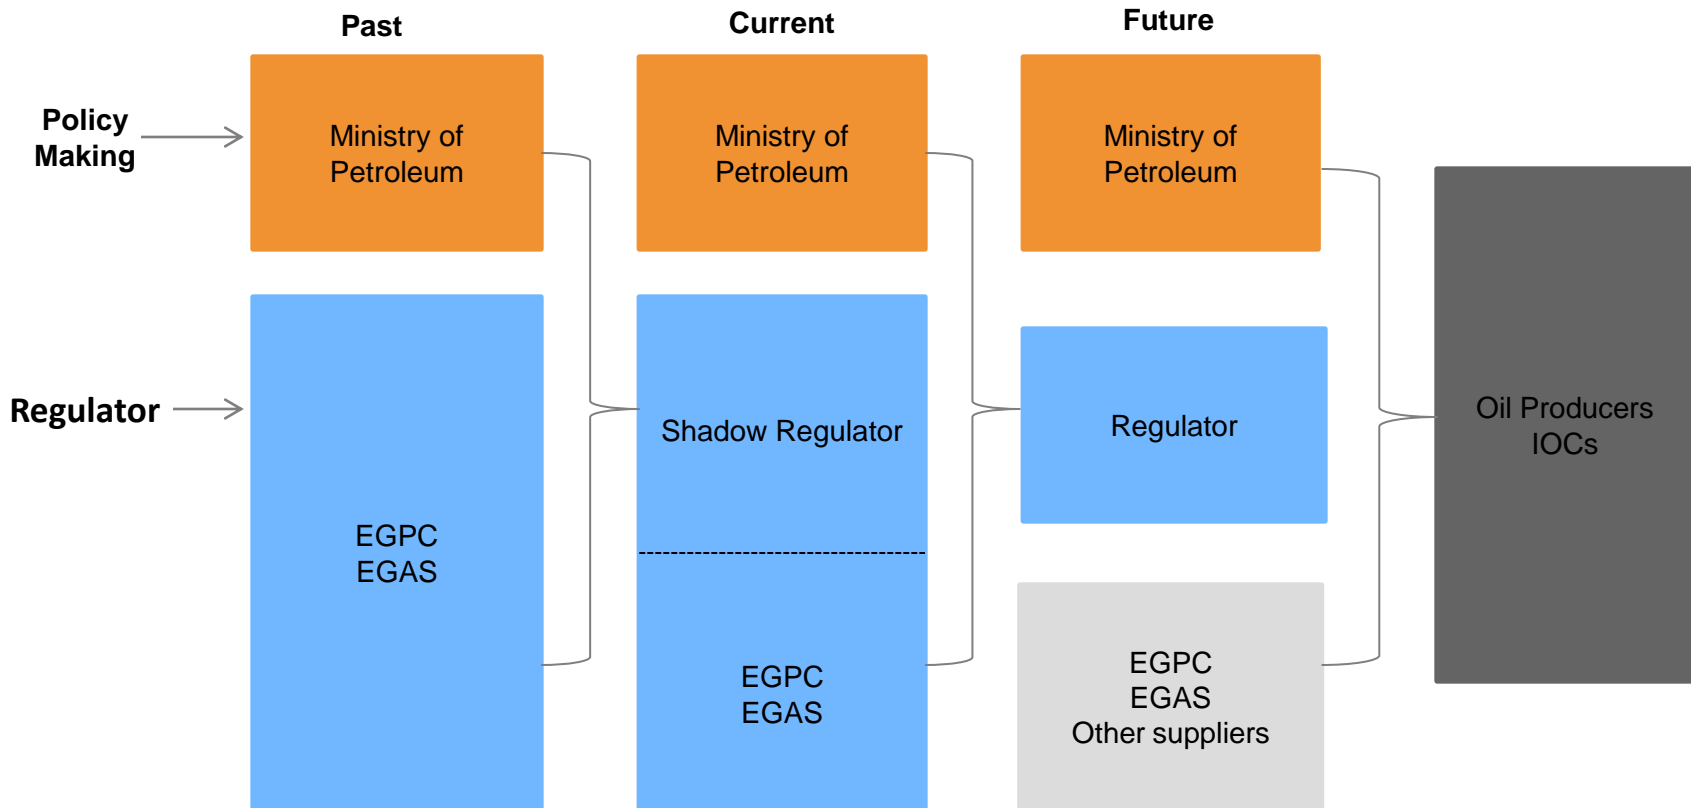 Past
Current
Future
Policy
Making
Ministry of
Petroleum
Ministry of
Petroleum
Ministry of
Petroleum
Regulator
EGPC
EGAS
Shadow Regulator
EGPC
EGAS
Regulator
EGPC
EGAS
Other suppliers
Oil Producers
IOCs